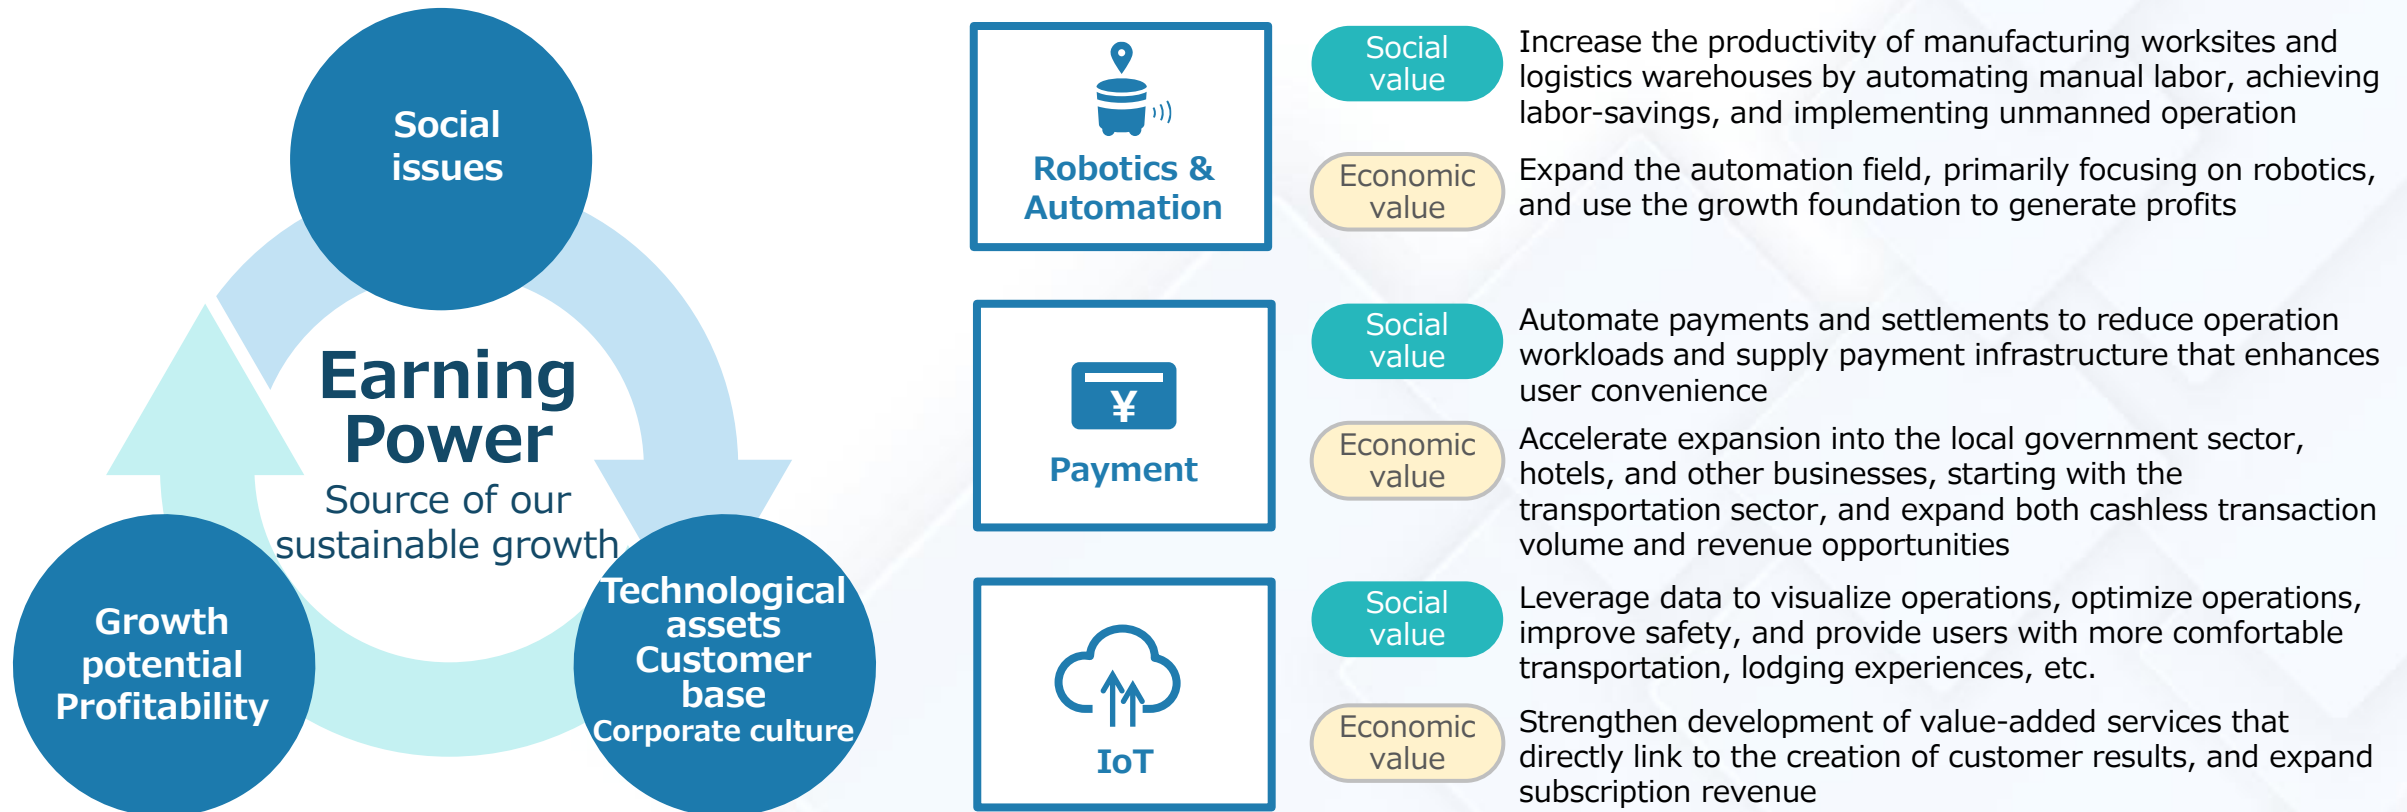 Social
issues
Earning
Power
Source of our
sustainable growth
Growth
potential
Profitability
Technological
assets
Customer
base
Corporate culture
Robotics &
Automation
Social
value
Increase the productivity of manufacturing worksites and
logistics warehouses by automating manual labor, achieving
labor-savings, and implementing unmanned operation
Economic
value
Expand the automation field, primarily focusing on robotics,
and use the growth foundation to generate profits
¥
Payment
Social
value
Automate payments and settlements to reduce operation
workloads and supply payment infrastructure that enhances
user convenience
Economic
value
Accelerate expansion into the local government sector,
hotels, and other businesses, starting with the
transportation sector, and expand both cashless transaction
volume and revenue opportunities
IoT
Social
value
Leverage data to visualize operations, optimize operations,
improve safety, and provide users with more comfortable
transportation, lodging experiences, etc.
Economic
value
Strengthen development of value-added services that
directly link to the creation of customer results, and expand
subscription revenue